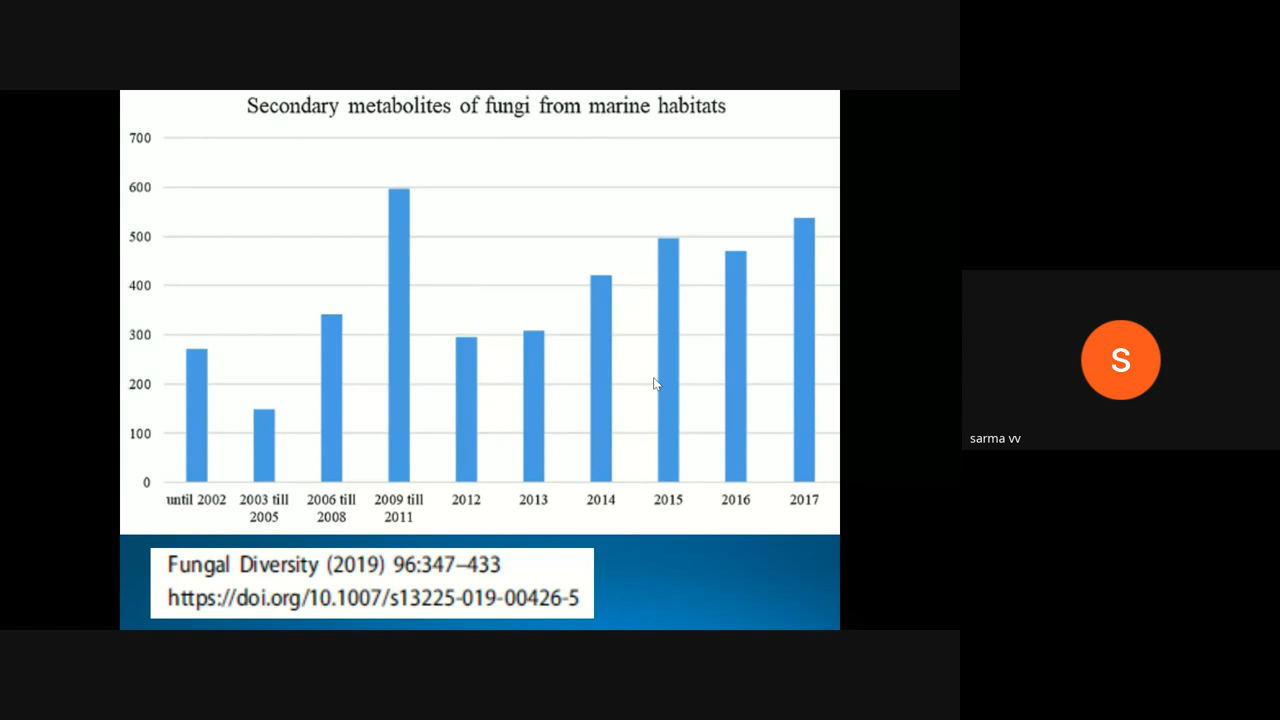 Secondary metabolites of fungi from marine habitats
700
600
500
400
300
200
100
0
until 2002 2003 till 2006 till 2009 till 2012 2013 2014 2015 2016 2017
2005 2008 2011
Fungal Diversity (2019) 96:347–433
https://doi.org/10.1007/s13225-019-00426-5
S
sarma vv